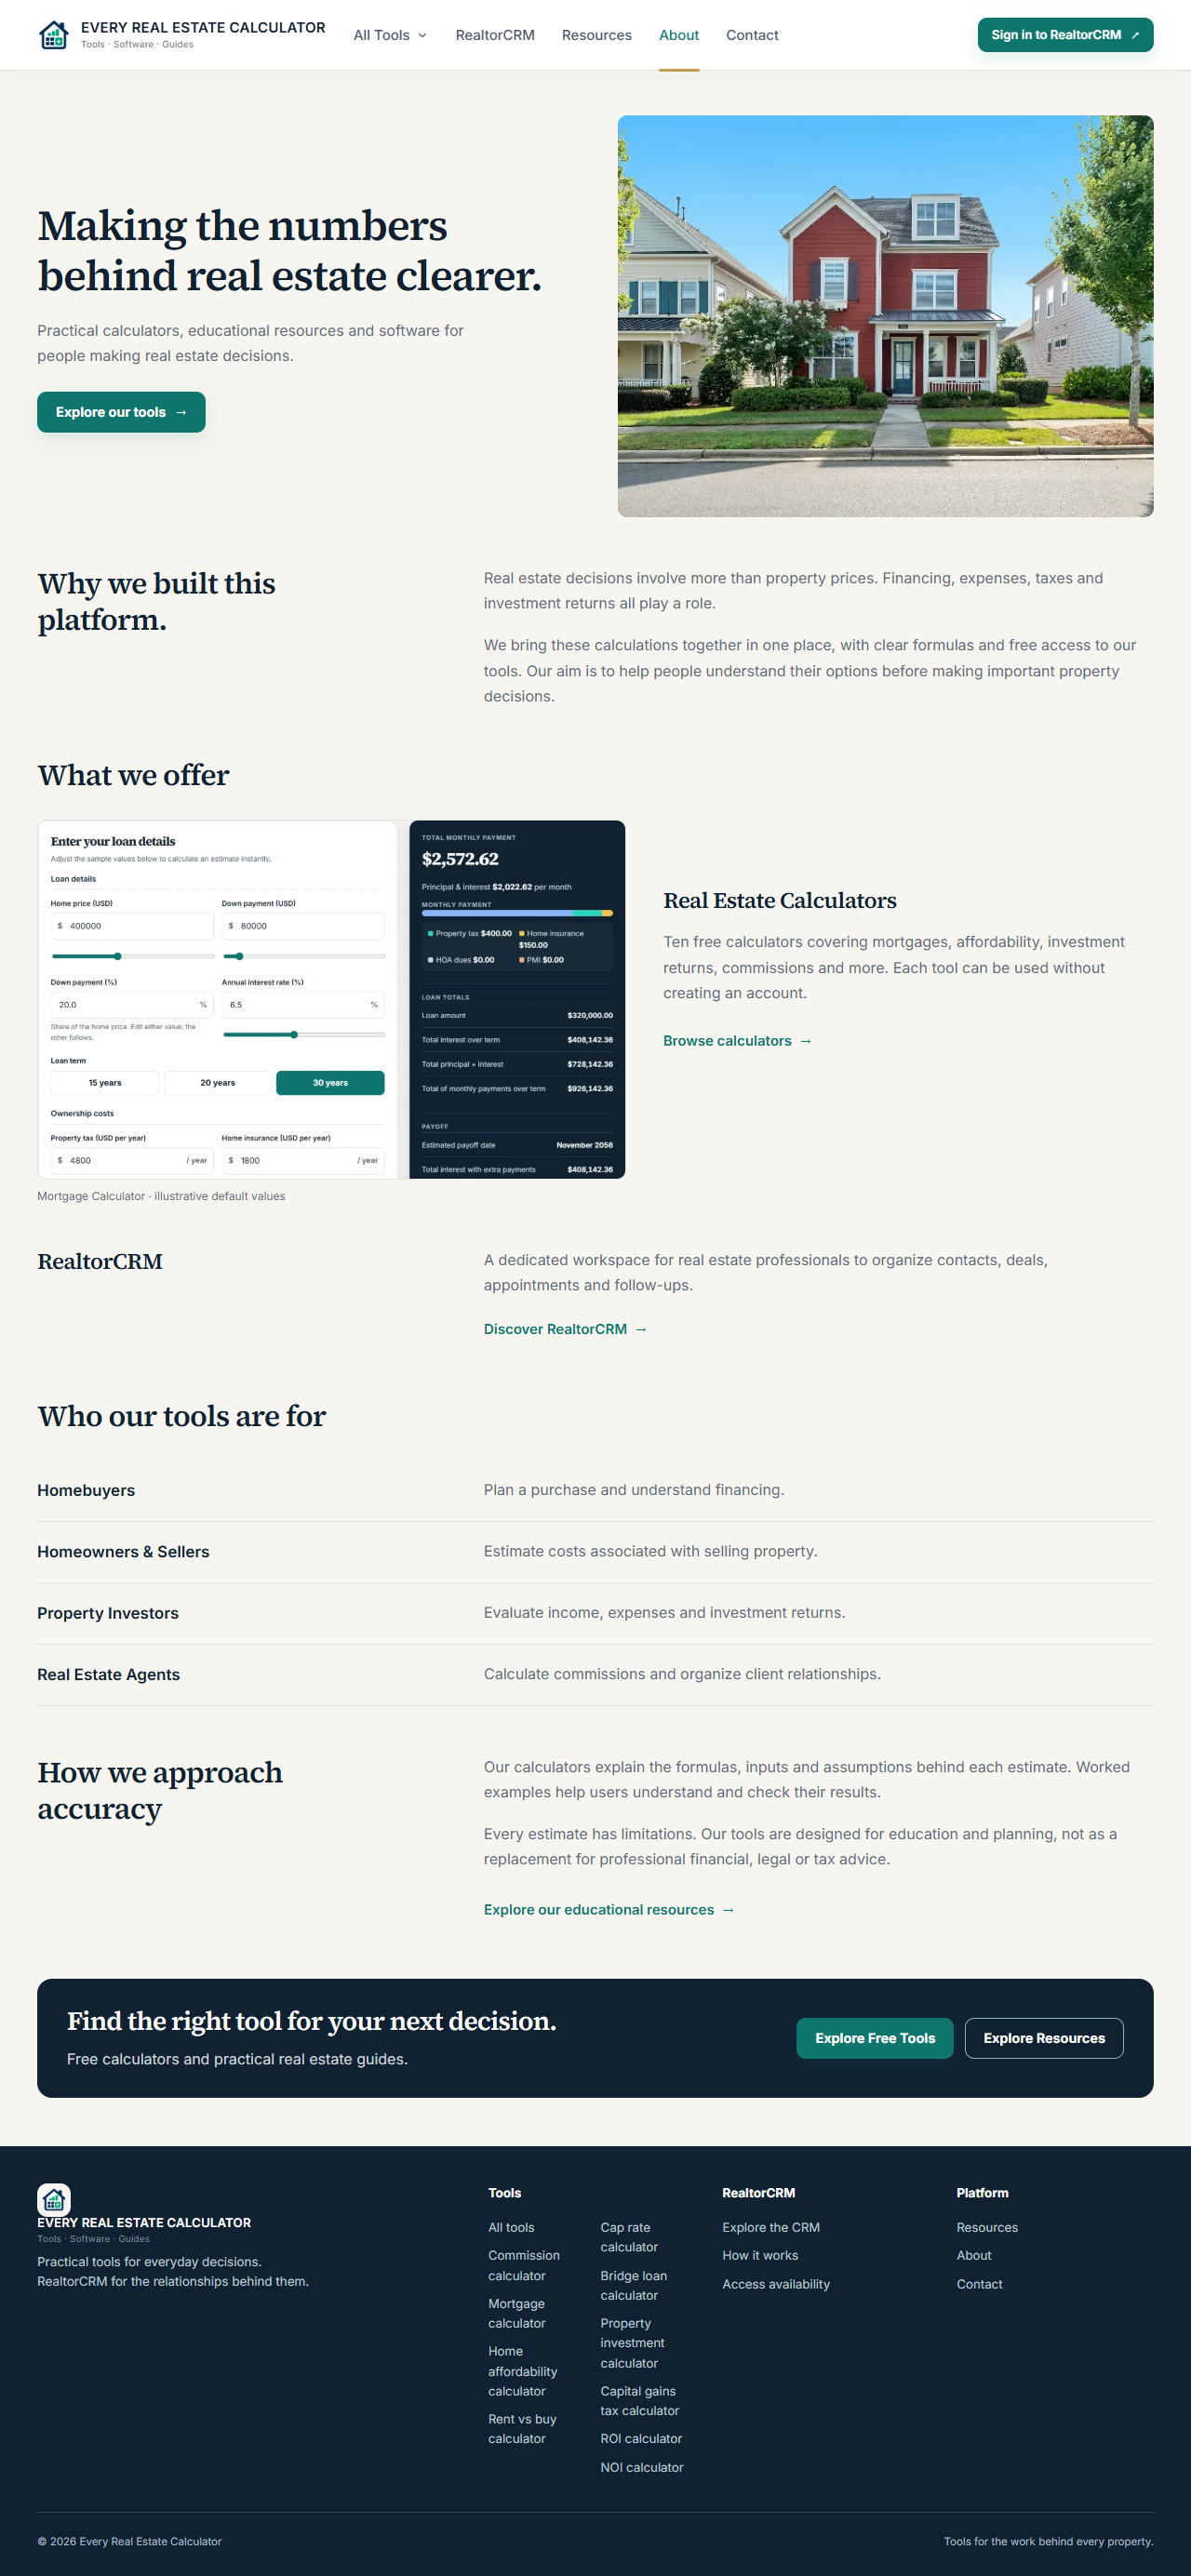 EVERY REAL ESTATE CALCULATOR
Tools · Software · Guides
All Tools
RealtorCRM
Resources
About
Contact
Sign in to RealtorCRM ↗
Making the numbers
behind real estate clearer.
Practical calculators, educational resources and software for
people making real estate decisions.
Explore our tools →
Why we built this
platform.
Real estate decisions involve more than property prices. Financing, expenses, taxes and
investment returns all play a role.
We bring these calculations together in one place, with clear formulas and free access to our
tools. Our aim is to help people understand their options before making important property
decisions.
What we offer
Enter your loan details
Adjust the sample values below to calculate an estimate instantly.
Loan details
Home price (USD)
Down payment (USD)
$ 400000
$ 80000
Down payment (%)
Annual interest rate (%)
20.0 %
6.5 %
Share of the home price. Edit either value; the
other follows.
Loan term
15 years
20 years
30 years
Ownership costs
Property tax (USD per year)
Home insurance (USD per year)
$ 4800 / year
$ 1800 / year
TOTAL MONTHLY PAYMENT
$2,572.62
Principal & interest $2,022.62 per month
MONTHLY PAYMENT
Property tax $400.00
Home insurance
$150.00
HOA dues $0.00
PMI $0.00
LOAN TOTALS
Loan amount $320,000.00
Total interest over term $408,142.36
Total principal + interest $728,142.36
Total of monthly payments over term $926,142.36
PAYOFF
Estimated payoff date November 2056
Total interest with extra payments $408,142.36
Mortgage Calculator · illustrative default values
Real Estate Calculators
Ten free calculators covering mortgages, affordability, investment
returns, commissions and more. Each tool can be used without
creating an account.
Browse calculators →
RealtorCRM
A dedicated workspace for real estate professionals to organize contacts, deals,
appointments and follow-ups.
Discover RealtorCRM →
Who our tools are for
Homebuyers
Plan a purchase and understand financing.
Homeowners & Sellers
Estimate costs associated with selling property.
Property Investors
Evaluate income, expenses and investment returns.
Real Estate Agents
Calculate commissions and organize client relationships.
How we approach
accuracy
Our calculators explain the formulas, inputs and assumptions behind each estimate. Worked
examples help users understand and check their results.
Every estimate has limitations. Our tools are designed for education and planning, not as a
replacement for professional financial, legal or tax advice.
Explore our educational resources →
Find the right tool for your next decision.
Free calculators and practical real estate guides.
Explore Free Tools
Explore Resources
EVERY REAL ESTATE CALCULATOR
Tools · Software · Guides
Practical tools for everyday decisions.
RealtorCRM for the relationships behind them.
Tools
All tools
Commission
calculator
Mortgage
calculator
Home
affordability
calculator
Rent vs buy
calculator
Cap rate
calculator
Bridge loan
calculator
Property
investment
calculator
Capital gains
tax calculator
ROI calculator
NOI calculator
RealtorCRM
Explore the CRM
How it works
Access availability
Platform
Resources
About
Contact
© 2026 Every Real Estate Calculator
Tools for the work behind every property.